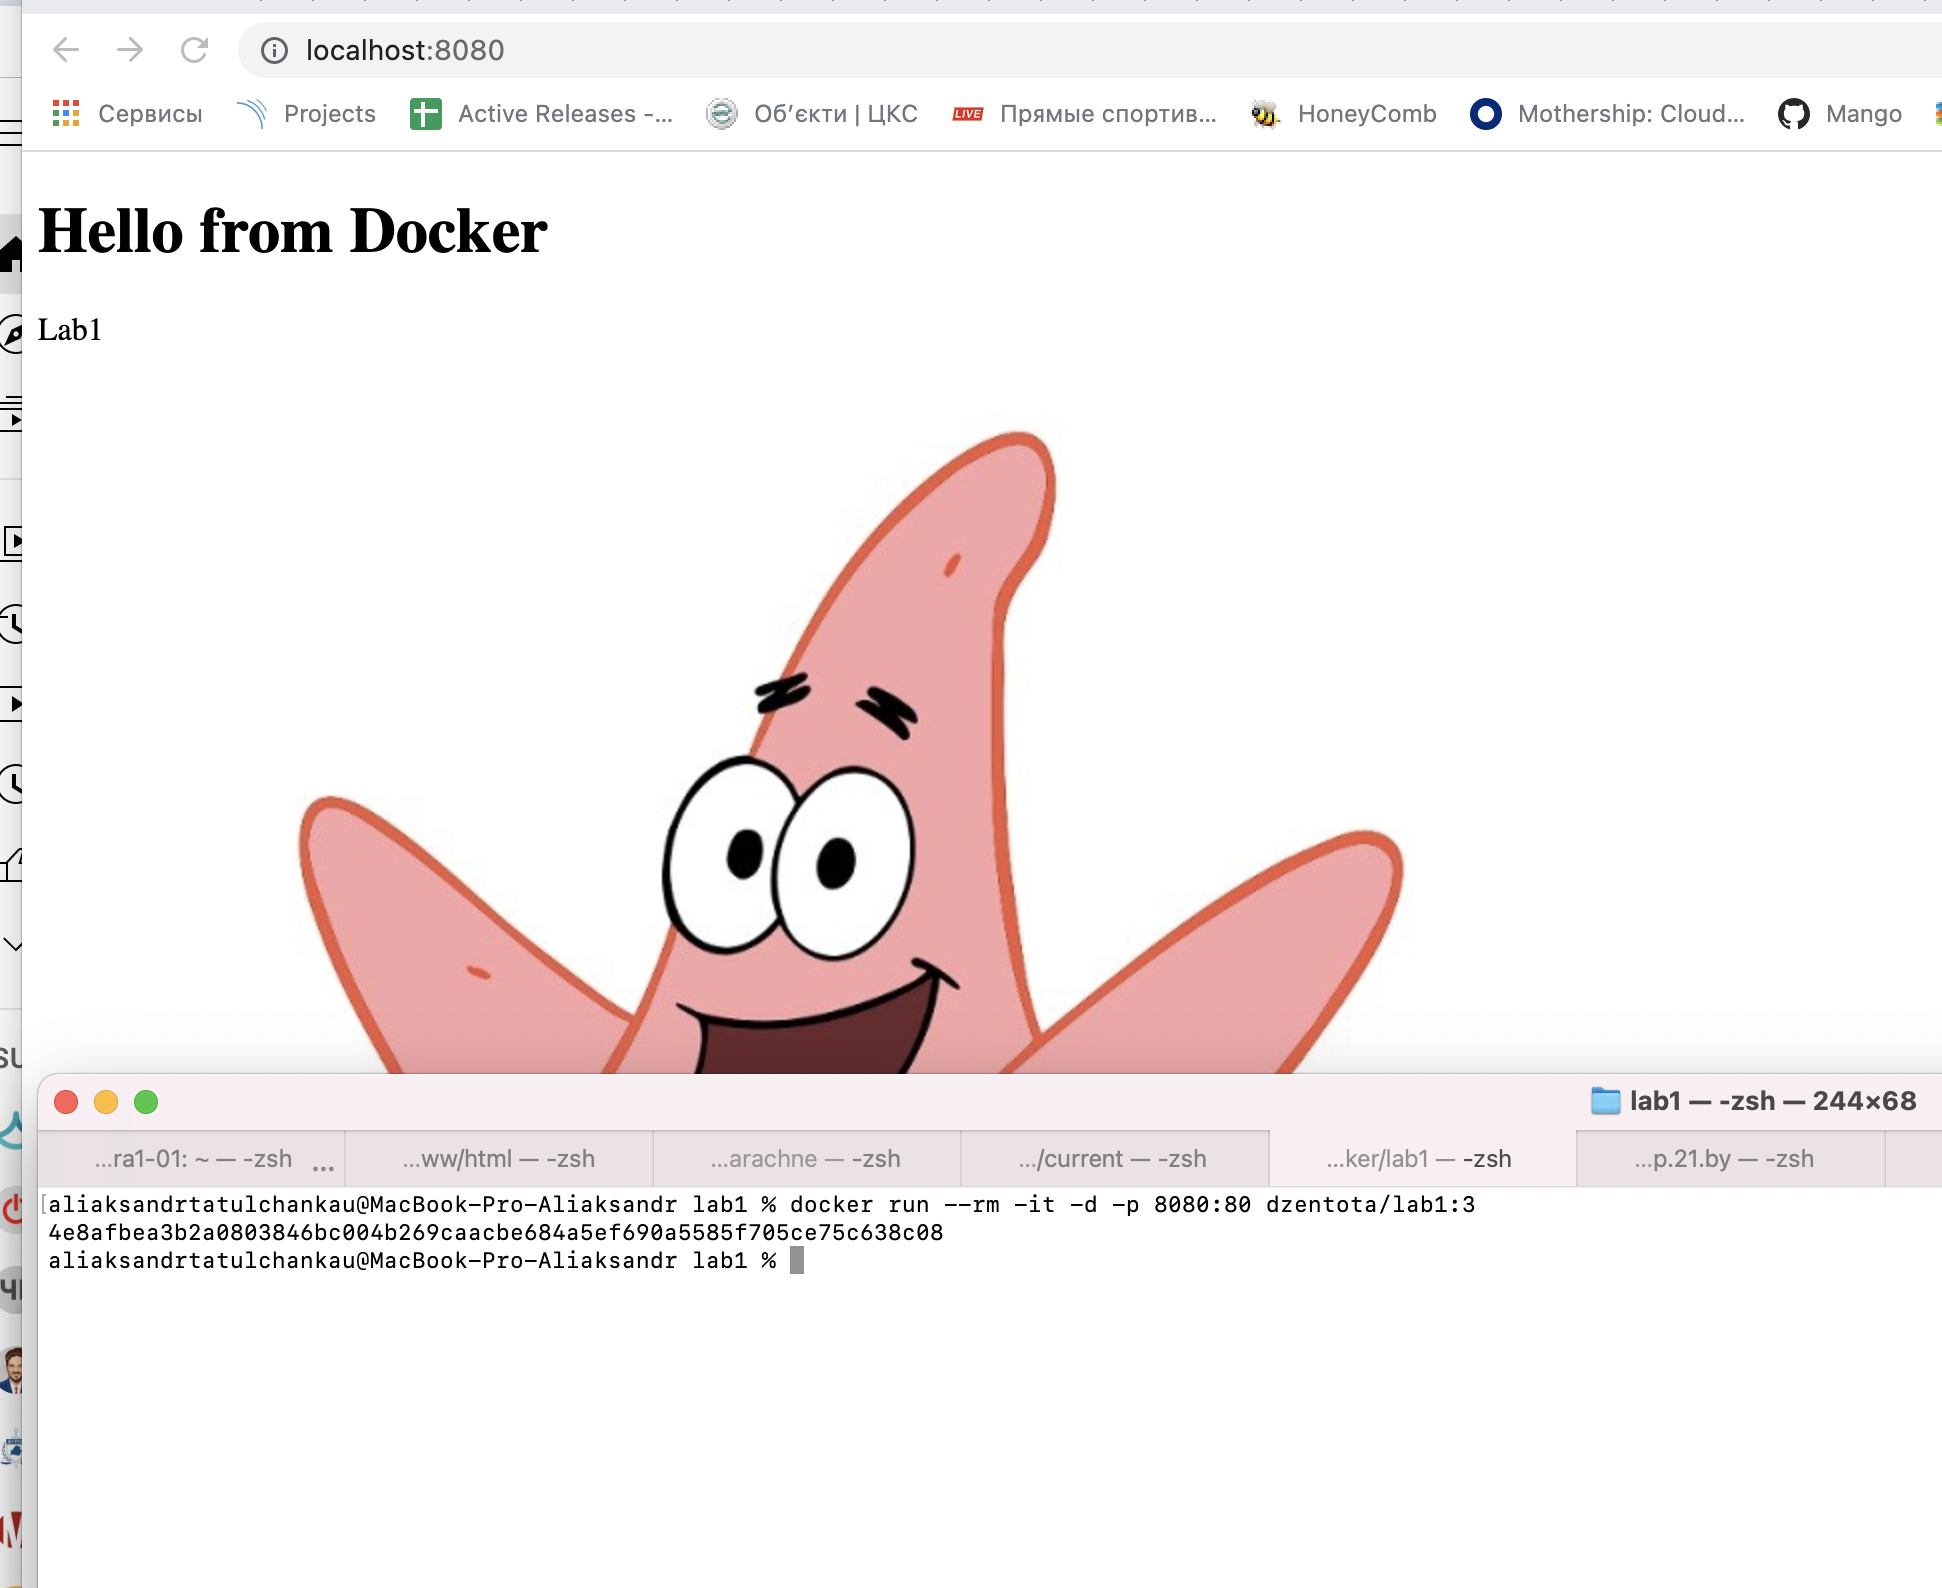 localhost:8080
Сервисы Projects Active Releases -... Об’єкти | ЦКС LIVE Прямые спортив... HoneyComb Mothership: Cloud... Mango
Hello from Docker
Lab1
SU
lab1 — -zsh — 244×68
...ra1-01: ~ — -zsh ... ...ww/html — -zsh ...arachne — -zsh .../current — -zsh ...ker/lab1 — -zsh ...p.21.by — -zsh
[aliaksandrtatulchankau@MacBook-Pro-Aliaksandr lab1 % docker run --rm -it -d -p 8080:80 dzentota/lab1:3
4e8afbea3b2a0803846bc004b269caacbe684a5ef690a5585f705ce75c638c08
aliaksandrtatulchankau@MacBook-Pro-Aliaksandr lab1 %